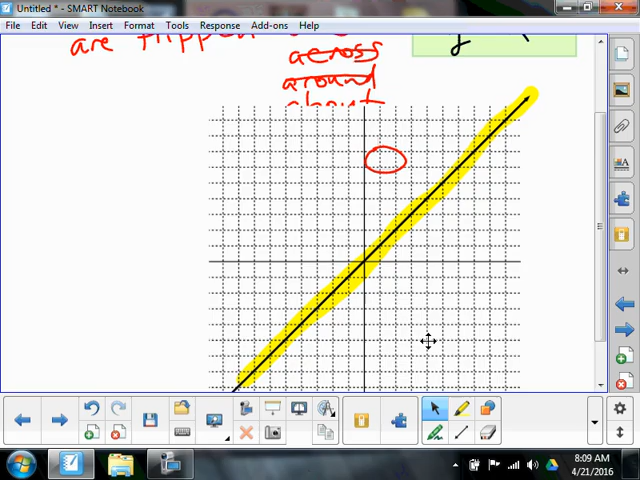 Untitled * - SMART Notebook
File Edit View Insert Format Tools Response Add-ons Help
are flipped
across
around
about
8:09 AM
4/21/2016